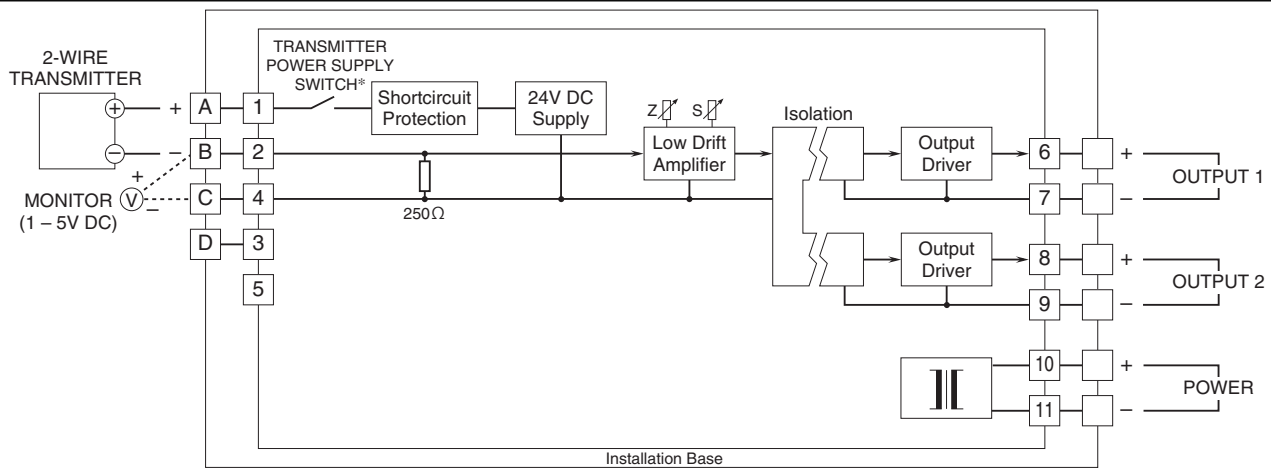 2-WIRE
TRANSMITTER
TRANSMITTER
POWER SUPPLY
SWITCH*
Shortcircuit
Protection
24V DC
Supply
Z
S
Low Drift
Amplifier
Isolation
Output
Driver
Output
Driver
250Ω
+
−
+
−
A
B
C
D
1
2
4
3
5
MONITOR
(1 – 5V DC)
+
V
−
6
7
8
9
10
11
+
OUTPUT 1
−
+
OUTPUT 2
−
+
POWER
−
Installation Base